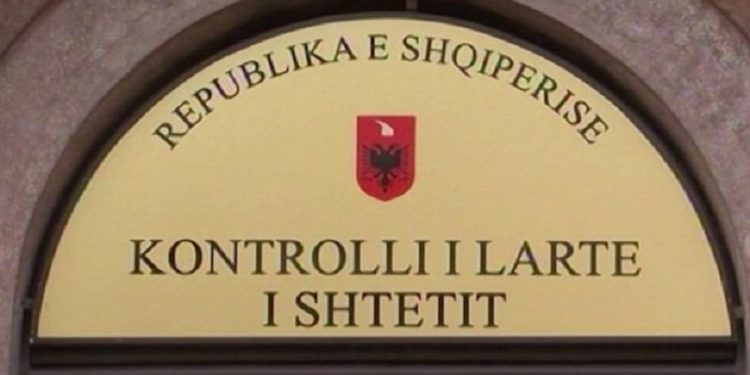 REPUBLIKA E SHQIPERISE
KONTROLLI I LARTE
I SHTETIT